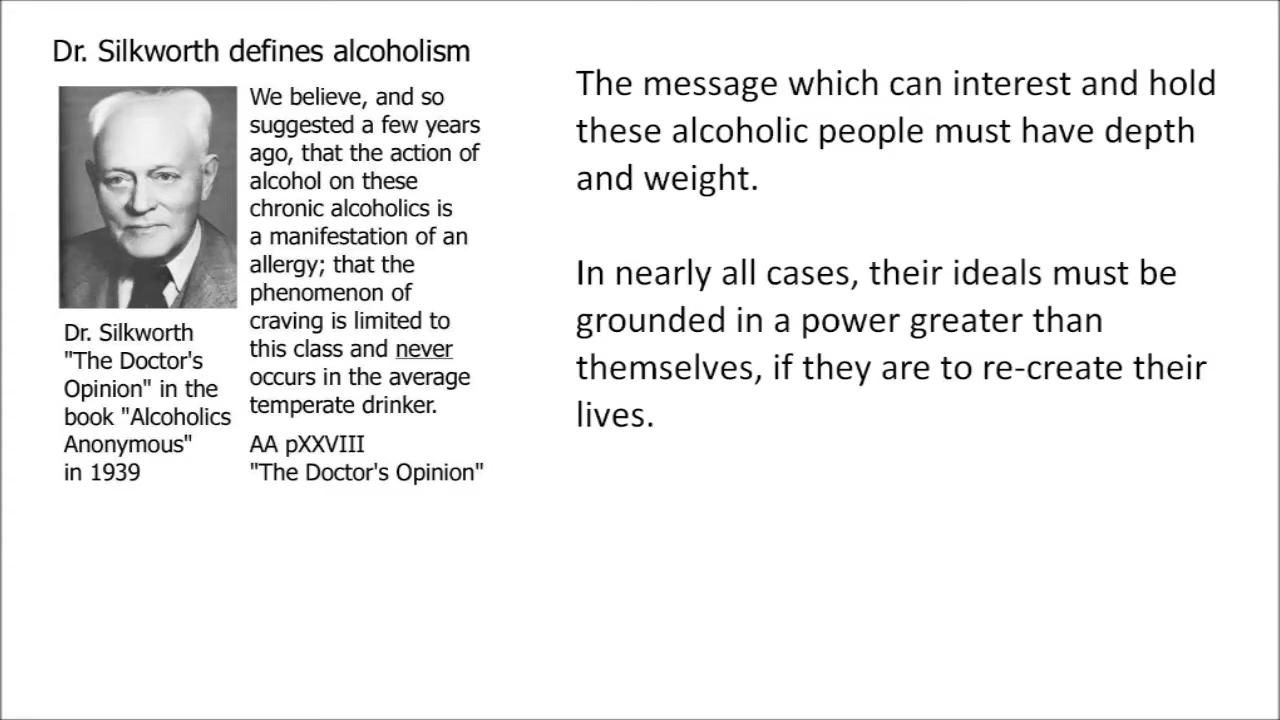 Dr. Silkworth defines alcoholism
We believe, and so
suggested a few years
ago, that the action of
alcohol on these
chronic alcoholics is
a manifestation of an
allergy; that the
phenomenon of
craving is limited to
this class and never
occurs in the average
temperate drinker.
AA pXXVIII
"The Doctor's Opinion"
Dr. Silkworth
"The Doctor's
Opinion" in the
book "Alcoholics
Anonymous"
in 1939
The message which can interest and hold
these alcoholic people must have depth
and weight.
In nearly all cases, their ideals must be
grounded in a power greater than
themselves, if they are to re-create their
lives.